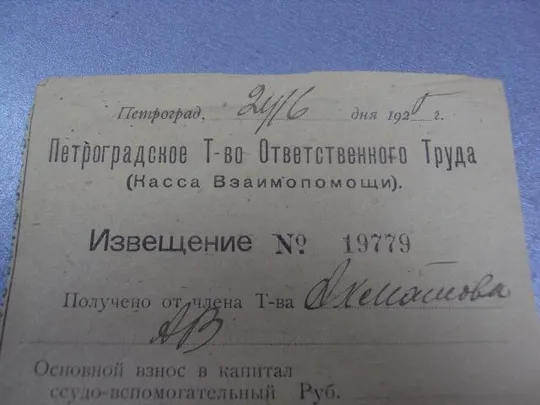 Петроград, 24/6 дня 1925 г.
Петроградское Т-во Ответственного Труда
(Касса Взаимопомощи).
Извещение № 19779
Получено от члена Т-ва Ахматова
АВ
Основной взнос в капитал
ссудо-вспомогательный Руб.